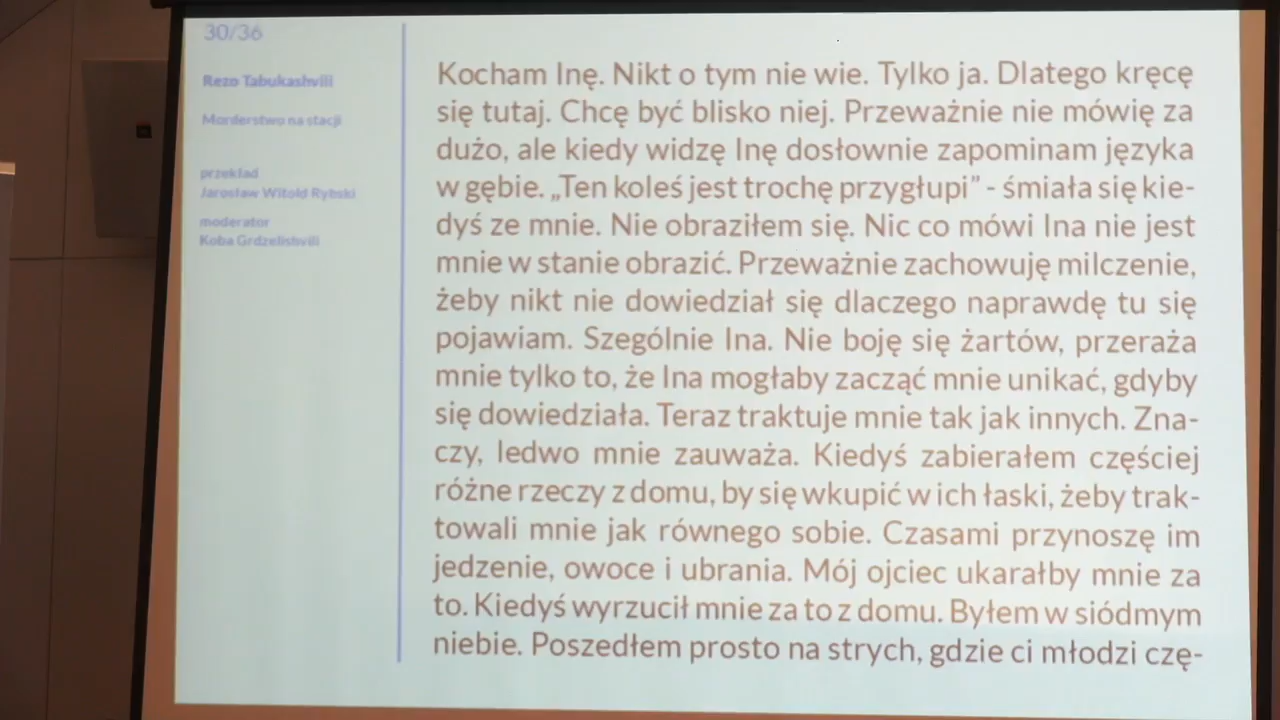 30/36
Rezo Tabukashvili
Morderstwo na stacji
przekład
Jarosław Witold Rybski
moderator
Koba Grdzelishvili
Kocham Inę. Nikt o tym nie wie. Tylko ja. Dlatego kręcę
się tutaj. Chcę być blisko niej. Przeważnie nie mówię za
dużo, ale kiedy widzę Inę dosłownie zapominam języka
w gębie. „Ten koleś jest trochę przygłupi” - śmiała się kie-
dyś ze mnie. Nie obraziłem się. Nic co mówi Ina nie jest
mnie w stanie obrazić. Przeważnie zachowuję milczenie,
żeby nikt nie dowiedział się dlaczego naprawdę tu się
pojawiam. Szególnie Ina. Nie boję się żartów, przeraża
mnie tylko to, że Ina mogłaby zacząć mnie unikać, gdyby
się dowiedziała. Teraz traktuje mnie tak jak innych. Zna-
czy, ledwo mnie zauważa. Kiedyś zabierałem częściej
różne rzeczy z domu, by się wkupić w ich łaski, żeby trak-
towali mnie jak równego sobie. Czasami przynoszę im
jedzenie, owoce i ubrania. Mój ojciec ukarałby mnie za
to. Kiedyś wyrzucił mnie za to z domu. Byłem w siódmym
niebie. Poszedłem prosto na strych, gdzie ci młodzi czę-